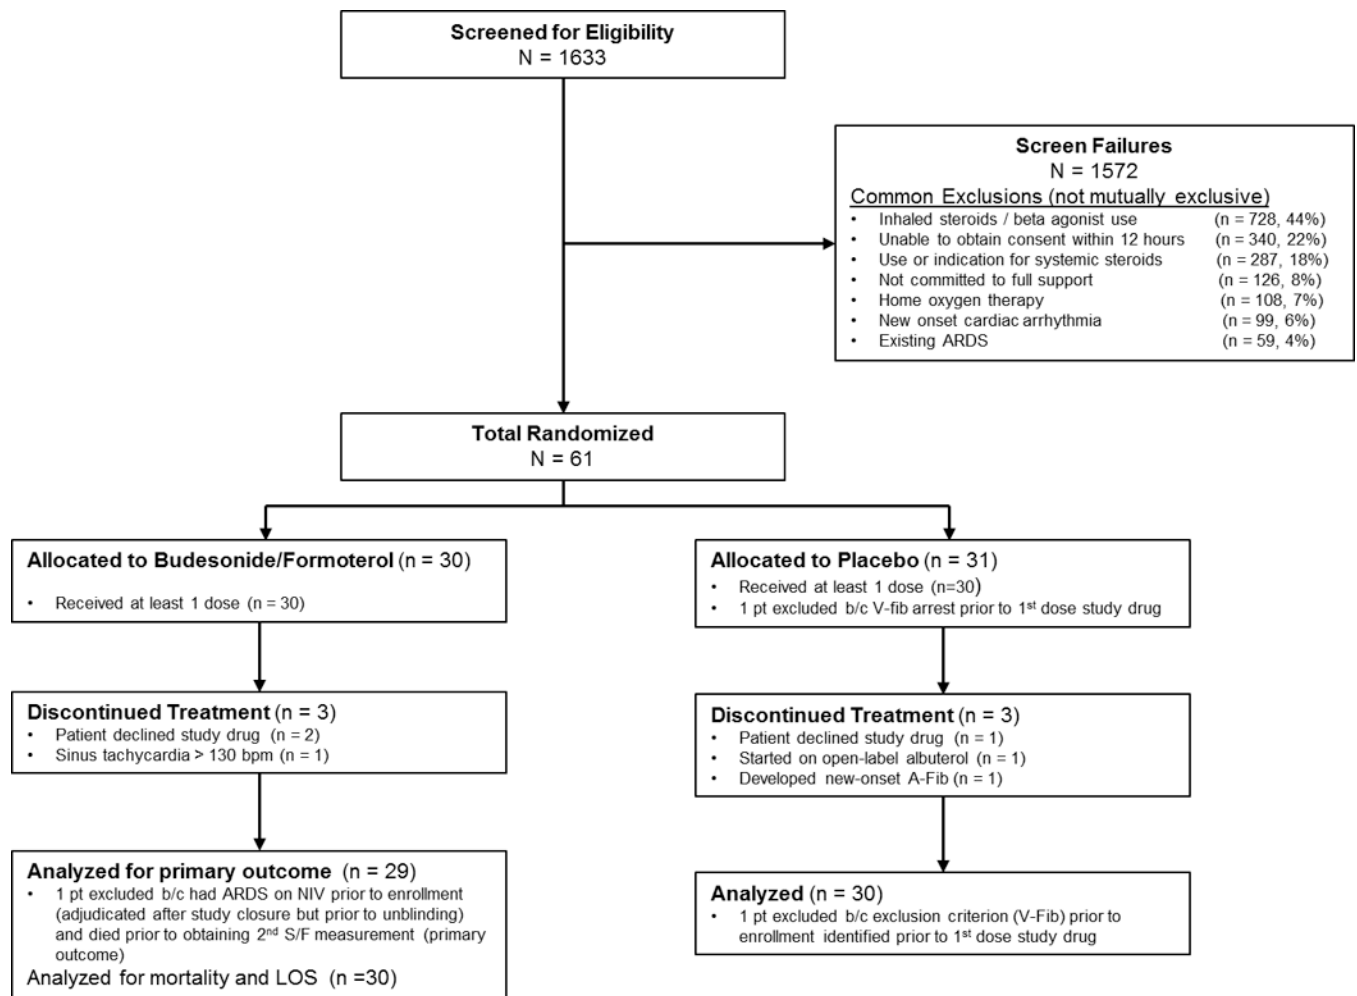 Screened for Eligibility
N = 1633
Screen Failures
N = 1572
Common Exclusions (not mutually exclusive)
• Inhaled steroids / beta agonist use (n = 728, 44%)
• Unable to obtain consent within 12 hours (n = 340, 22%)
• Use or indication for systemic steroids (n = 287, 18%)
• Not committed to full support (n = 126, 8%)
• Home oxygen therapy (n = 108, 7%)
• New onset cardiac arrhythmia (n = 99, 6%)
• Existing ARDS (n = 59, 4%)
Total Randomized
N = 61
Allocated to Budesonide/Formoterol (n = 30)
• Received at least 1 dose (n = 30)
Allocated to Placebo (n = 31)
• Received at least 1 dose (n=30)
• 1 pt excluded b/c V-fib arrest prior to 1st dose study drug
Discontinued Treatment (n = 3)
• Patient declined study drug (n = 2)
• Sinus tachycardia > 130 bpm (n = 1)
Discontinued Treatment (n = 3)
• Patient declined study drug (n = 1)
• Started on open-label albuterol (n = 1)
• Developed new-onset A-Fib (n = 1)
Analyzed for primary outcome (n = 29)
• 1 pt excluded b/c had ARDS on NIV prior to enrollment
(adjudicated after study closure but prior to unblinding)
and died prior to obtaining 2nd S/F measurement (primary
outcome)
Analyzed for mortality and LOS (n =30)
Analyzed (n = 30)
• 1 pt excluded b/c exclusion criterion (V-Fib) prior to
enrollment identified prior to 1st dose study drug